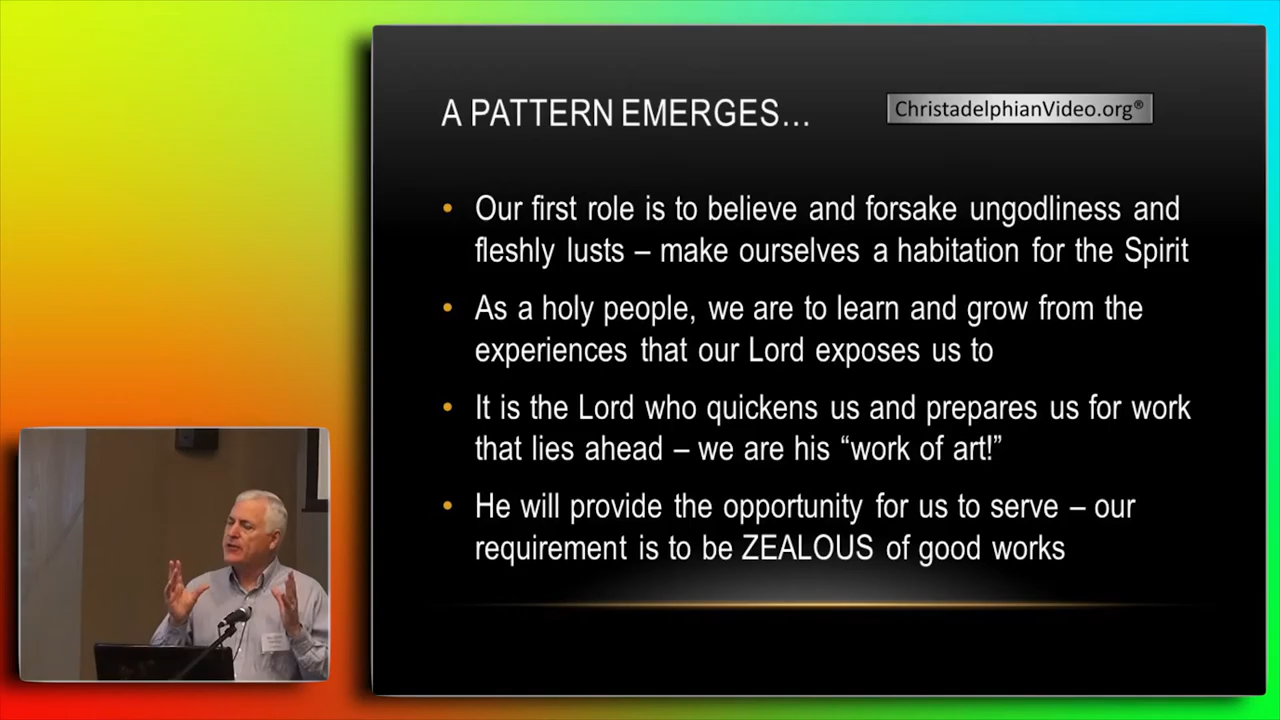 A PATTERN EMERGES...
ChristadelphianVideo.org®
• Our first role is to believe and forsake ungodliness and
fleshly lusts – make ourselves a habitation for the Spirit
• As a holy people, we are to learn and grow from the
experiences that our Lord exposes us to
• It is the Lord who quickens us and prepares us for work
that lies ahead – we are his “work of art!”
• He will provide the opportunity for us to serve – our
requirement is to be ZEALOUS of good works